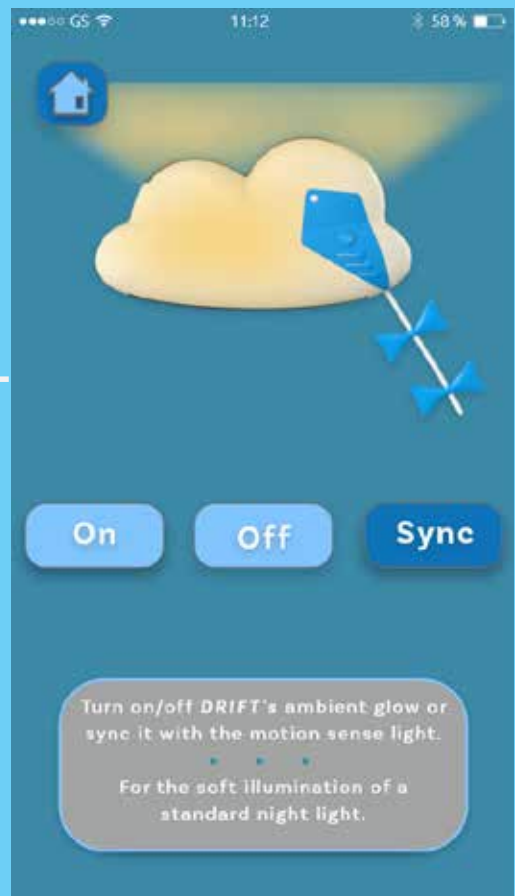 GS 11:12 58 %
On Off Sync
Turn on/off DRIFT's ambient glow or
sync it with the motion sense light.
For the soft illumination of a
standard night light.